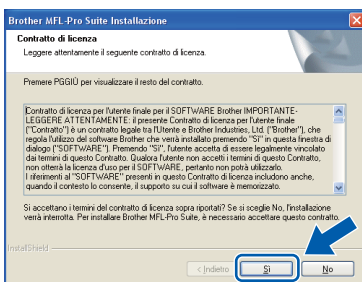 Brother MFL-Pro Suite Installazione
Contratto di licenza
Leggere attentamente il seguente contratto di licenza.
Premere PGGIÙ per visualizzare il resto del contratto.
Contratto di licenza per l'utente finale per il SOFTWARE Brother IMPORTANTE-
LEGGERE ATTENTAMENTE: il presente Contratto di licenza per l'utente finale
("Contratto") è un contratto legale tra l'Utente e Brother Industries, Ltd. ("Brother"), che
regola l'utilizzo del software Brother che verrà installato premendo "Sì" in questa finestra di
dialogo ("SOFTWARE"). Premendo "Sì", l'utente accetta di essere legalmente vincolato
dai termini di questo Contratto. Qualora l'utente non accetti i termini di questo Contratto,
non otterrà la licenza d'uso per il SOFTWARE, pertanto non potrà utilizzarlo.
I riferimenti al "SOFTWARE" presenti in questo Contratto di licenza includono anche,
quando il contesto lo consente, il supporto su cui il software è memorizzato.
Si accettano i termini del contratto di licenza sopra riportati? Se si sceglie No, l'installazione
verrà interrotta. Per installare Brother MFL-Pro Suite, è necessario accettare questo contratto.
InstallShield
< Indietro
Sì
No